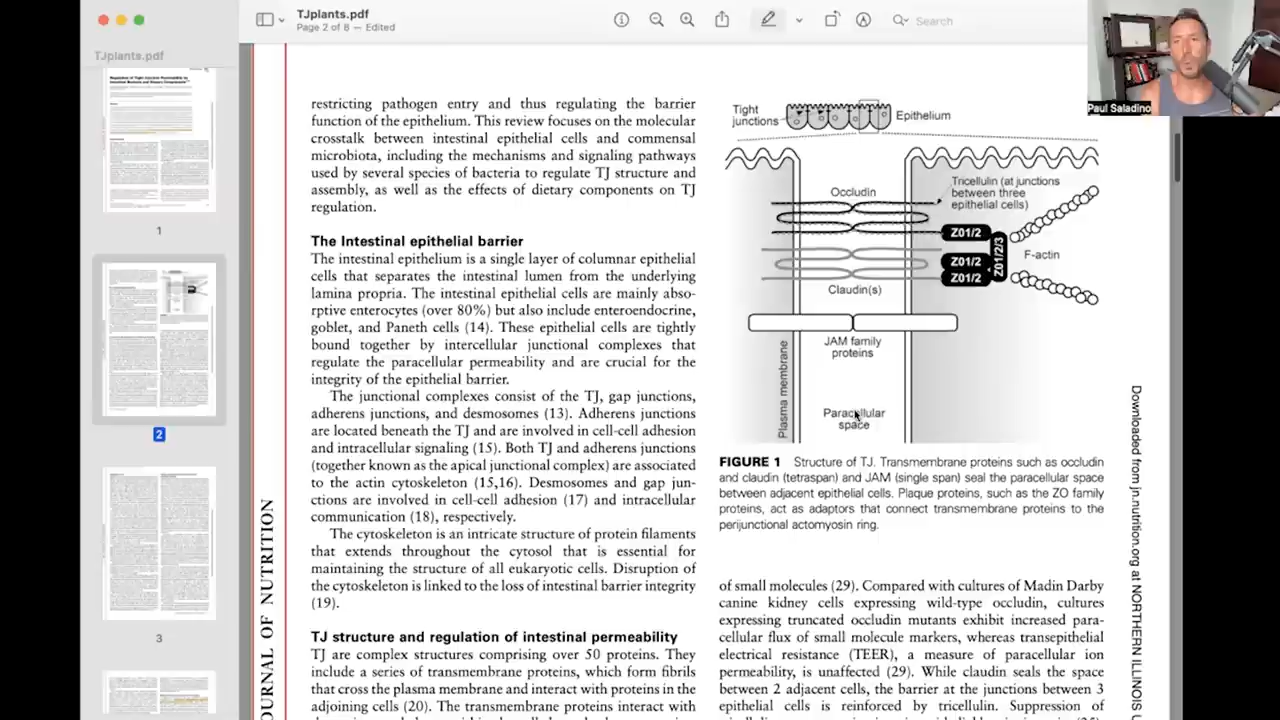 TJplants.pdf
Page 2 of 8 — Edited
Search
Paul Saladino
TJplants.pdf
1
2
3
restricting pathogen entry and thus regulating the barrier
function of the epithelium. This review focuses on the molecular
crosstalk between intestinal epithelial cells and commensal
microbiota, including the mechanisms and signaling pathways
used by several species of bacteria to regulate TJ structure and
assembly, as well as the effects of dietary components on TJ
regulation.
The Intestinal epithelial barrier
The intestinal epithelium is a single layer of columnar epithelial
cells that separates the intestinal lumen from the underlying
lamina propria. The intestinal epithelial cells are mainly abso-
rptive enterocytes (over 80%) but also include enteroendocrine,
goblet, and Paneth cells (14). These epithelial cells are tightly
bound together by intercellular junctional complexes that
regulate the paracellular permeability and are crucial for the
integrity of the epithelial barrier.
The junctional complexes consist of the TJ, gap junctions,
adherens junctions, and desmosomes (13). Adherens junctions
are located beneath the TJ and are involved in cell-cell adhesion
and intracellular signaling (15). Both TJ and adherens junctions
(together known as the apical junctional complex) are associated
to the actin cytoskeleton (15,16). Desmosomes and gap jun-
ctions are involved in cell-cell adhesion (17) and intracellular
communication (18), respectively.
The cytoskeleton is an intricate structure of protein filaments
that extends throughout the cytosol that is essential for
maintaining the structure of all eukaryotic cells. Disruption of
the cytoskeleton is linked to the loss of intestinal barrier integrity
(19).
TJ structure and regulation of intestinal permeability
TJ are complex structures comprising over 50 proteins. They
include a series of transmembrane proteins, which form fibrils
that cross the plasma membrane and interact with proteins in the
adjoining cells (20). The transmembrane proteins interact with
OURNAL OF NUTRITION
Tight
junctions
Epithelium
Occludin
Tricellulin (at junctions
between three
epithelial cells)
Z01/2
Z01/2
Z01/2
Z01/2/3
F-actin
Claudin(s)
JAM family
proteins
Plasma membrane
Paracellular
space
FIGURE 1 Structure of TJ. Transmembrane proteins such as occludin
and claudin (tetraspan) and JAM (single span) seal the paracellular space
between adjacent epithelial cells. Plaque proteins, such as the ZO family
proteins, act as adaptors that connect transmembrane proteins to the
perijunctional actomyosin ring.
of small molecules (29). Compared with cultures of Madin Darby
canine kidney cells expressing wild-type occludin, cultures
expressing truncated occludin mutants exhibit increased para-
cellular flux of small molecule markers, whereas transepithelial
electrical resistance (TEER), a measure of paracellular ion
permeability, is unaffected (29). While claudin seals the space
between 2 adjacent cells, the barrier at the junctions between 3
epithelial cells is reinforced by tricellulin. Suppression of
Downloaded from jn.nutrition.org at NORTHERN ILLINOIS U